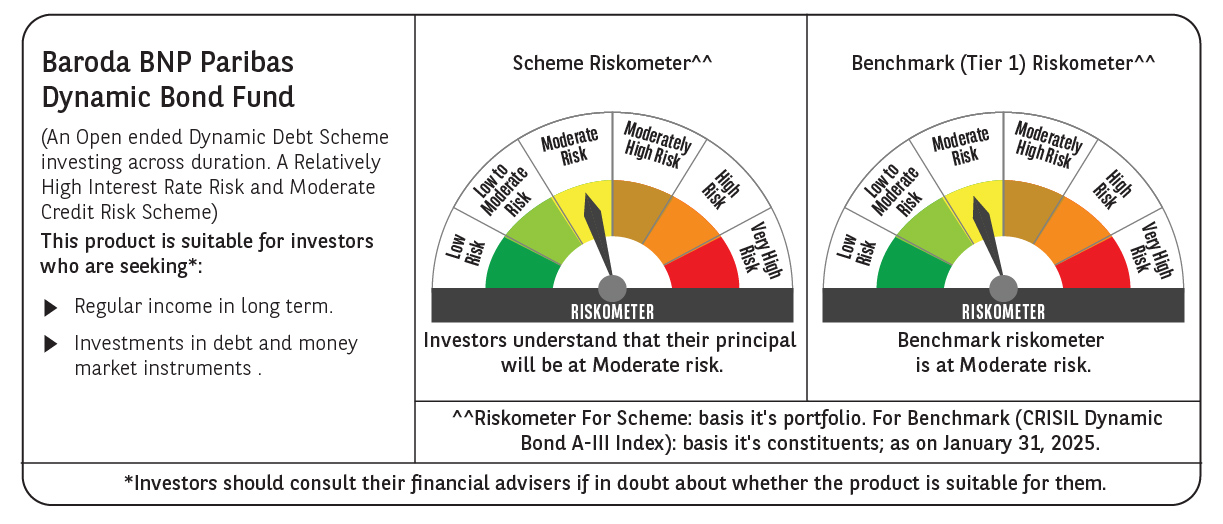 Baroda BNP Paribas
Dynamic Bond Fund
(An Open ended Dynamic Debt Scheme
investing across duration. A Relatively
High Interest Rate Risk and Moderate
Credit Risk Scheme)
This product is suitable for investors
who are seeking*:
Regular income in long term.
Investments in debt and money
market instruments .
Scheme Riskometer^^
Low
Risk
Low to
Moderate
Risk
Moderate
Risk
Moderately
High Risk
High
Risk
Very High
Risk
RISKOMETER
Investors understand that their principal
will be at Moderate risk.
Benchmark (Tier 1) Riskometer^^
Low
Risk
Low to
Moderate
Risk
Moderate
Risk
Moderately
High Risk
High
Risk
Very High
Risk
RISKOMETER
Benchmark riskometer
is at Moderate risk.
^^Riskometer For Scheme: basis it's portfolio. For Benchmark (CRISIL Dynamic
Bond A-III Index): basis it's constituents; as on January 31, 2025.
*Investors should consult their financial advisers if in doubt about whether the product is suitable for them.